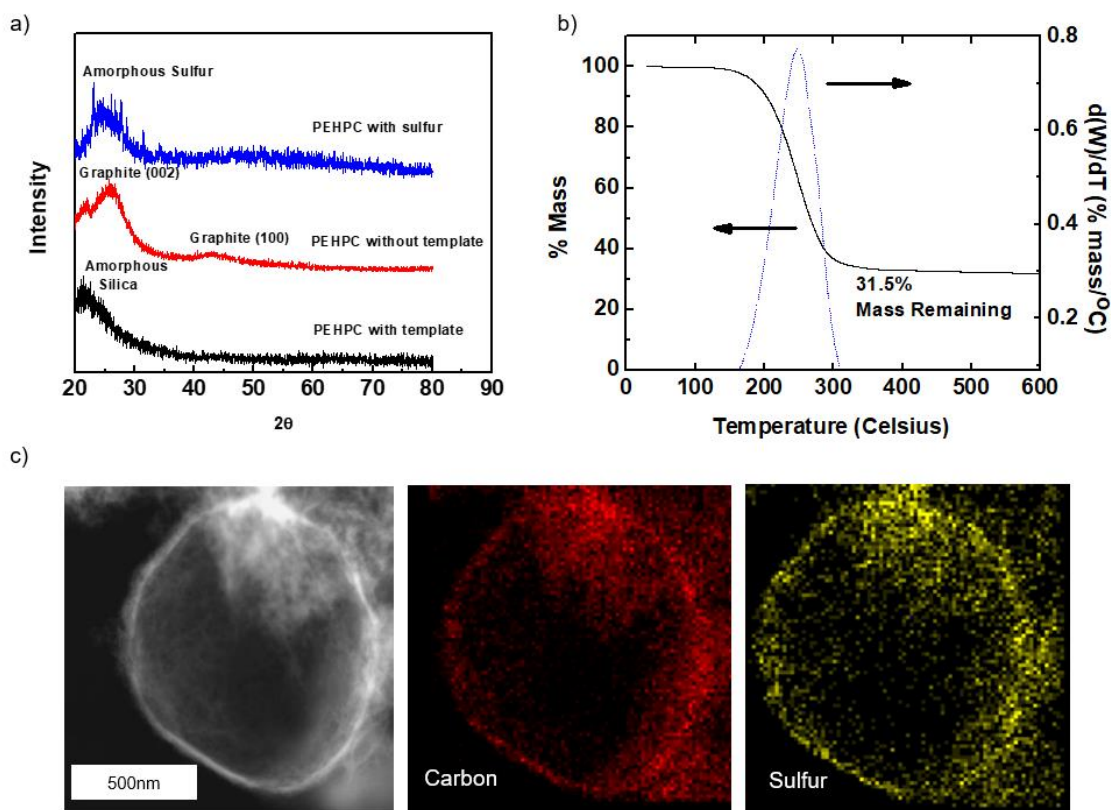 a)
Amorphous Sulfur
PEHPC with sulfur
Graphite (002)
Graphite (100)
PEHPC without template
Amorphous
Silica
PEHPC with template
Intensity
20 30 40 50 60 70 80 90
2θ
b)
100
80
60
40
20
0
% Mass
0.8
0.6
0.4
0.2
d(W)/dT (% mass/⁰C)
31.5%
Mass Remaining
0 100 200 300 400 500 600
Temperature (Celsius)
c)
500nm
Carbon
Sulfur